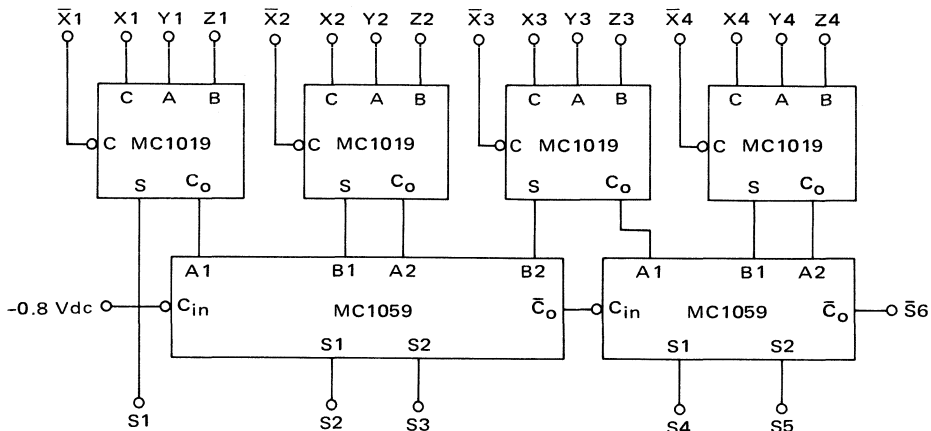 X̅1 X1 Y1 Z1 X̅2 X2 Y2 Z2 X̅3 X3 Y3 Z3 X̅4 X4 Y4 Z4
C A B C A B C A B C A B
C MC1019 C MC1019 C MC1019 C MC1019
S Co S Co S Co S Co
A1 B1 A2 B2 A1 B1 A2
-0.8 Vdc Cin MC1059 C̅o Cin MC1059 C̅o S̅6
S1 S2 S1 S2
S1 S2 S3 S4 S5